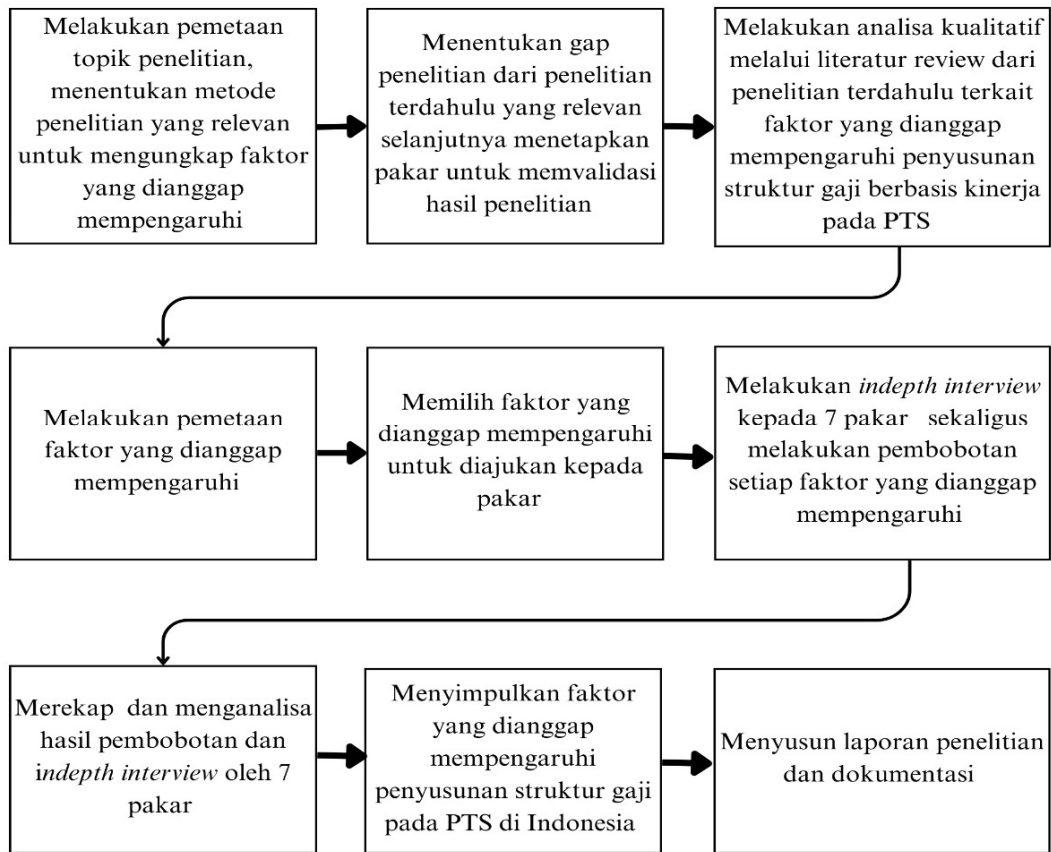 Melakukan pemetaan
topik penelitian,
menentukan metode
penelitian yang relevan
untuk mengungkap faktor
yang dianggap
mempengaruhi
Menentukan gap
penelitian dari penelitian
terdahulu yang relevan
selanjutnya menetapkan
pakar untuk memvalidasi
hasil penelitian
Melakukan analisa kualitatif
melalui literatur review dari
penelitian terdahulu terkait
faktor yang dianggap
mempengaruhi penyusunan
struktur gaji berbasis kinerja
pada PTS
Melakukan pemetaan
faktor yang dianggap
mempengaruhi
Memilih faktor yang
dianggap mempengaruhi
untuk diajukan kepada
pakar
Melakukan indepth interview
kepada 7 pakar sekaligus
melakukan pembobotan
setiap faktor yang dianggap
mempengaruhi
Merekap dan menganalisa
hasil pembobotan dan
indepth interview oleh 7
pakar
Menyimpulkan faktor
yang dianggap
mempengaruhi
penyusunan struktur gaji
pada PTS di Indonesia
Menyusun laporan penelitian
dan dokumentasi